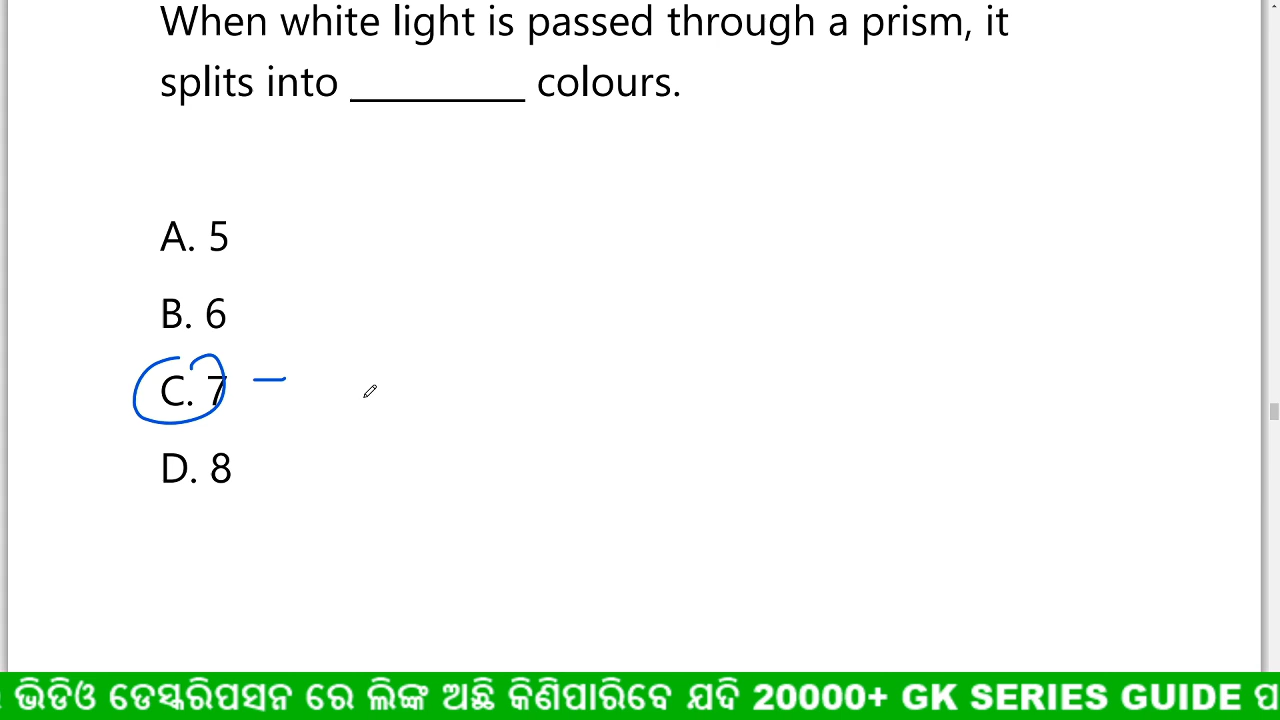 When white light is passed through a prism, it
splits into ________ colours.
A. 5
B. 6
C. 7
D. 8
ଭିଡିଓ ଡେସ୍କରିପସନ ରେ ଲିଙ୍କ ଅଛି କିଣିପାରିବେ ଯଦି 20000+ GK SERIES GUIDE